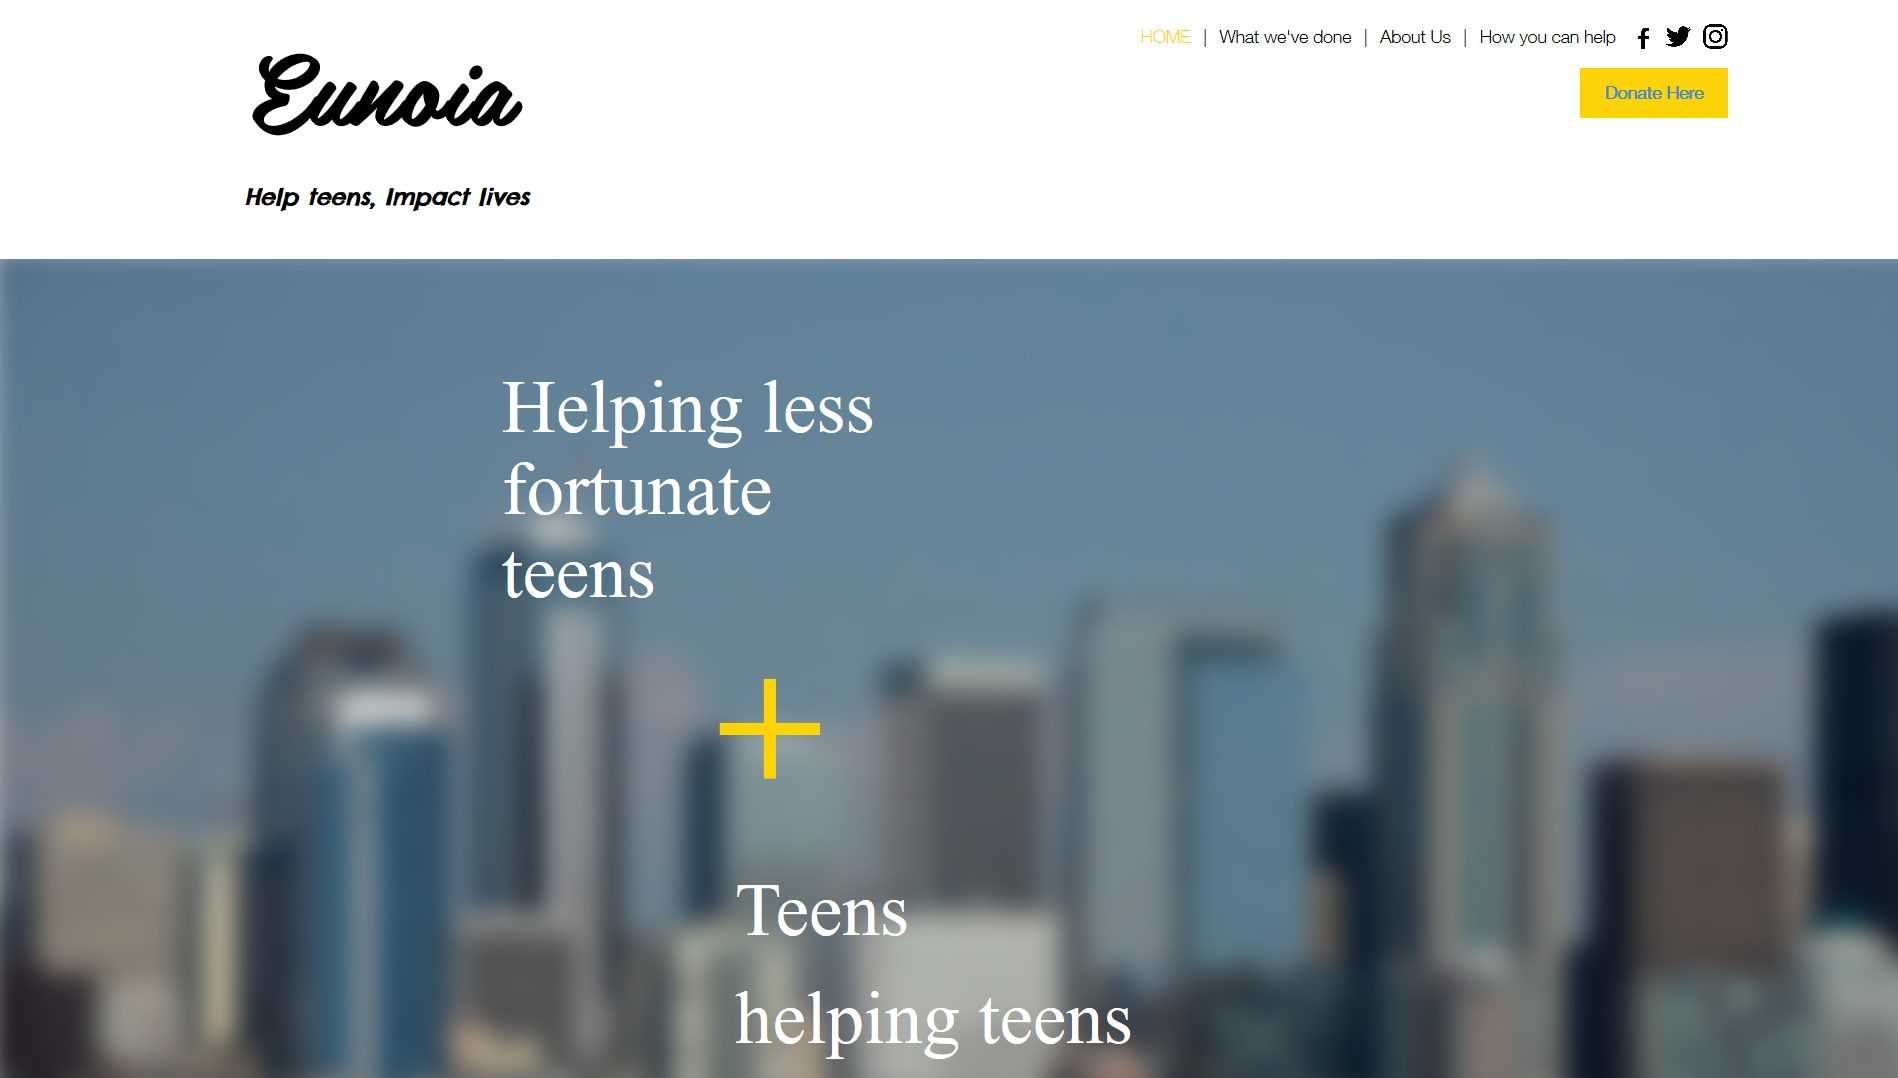 HOME | What we've done | About Us | How you can help
Eunoia
Donate Here
Help teens, Impact lives
Helping less
fortunate
teens
+
Teens
helping teens